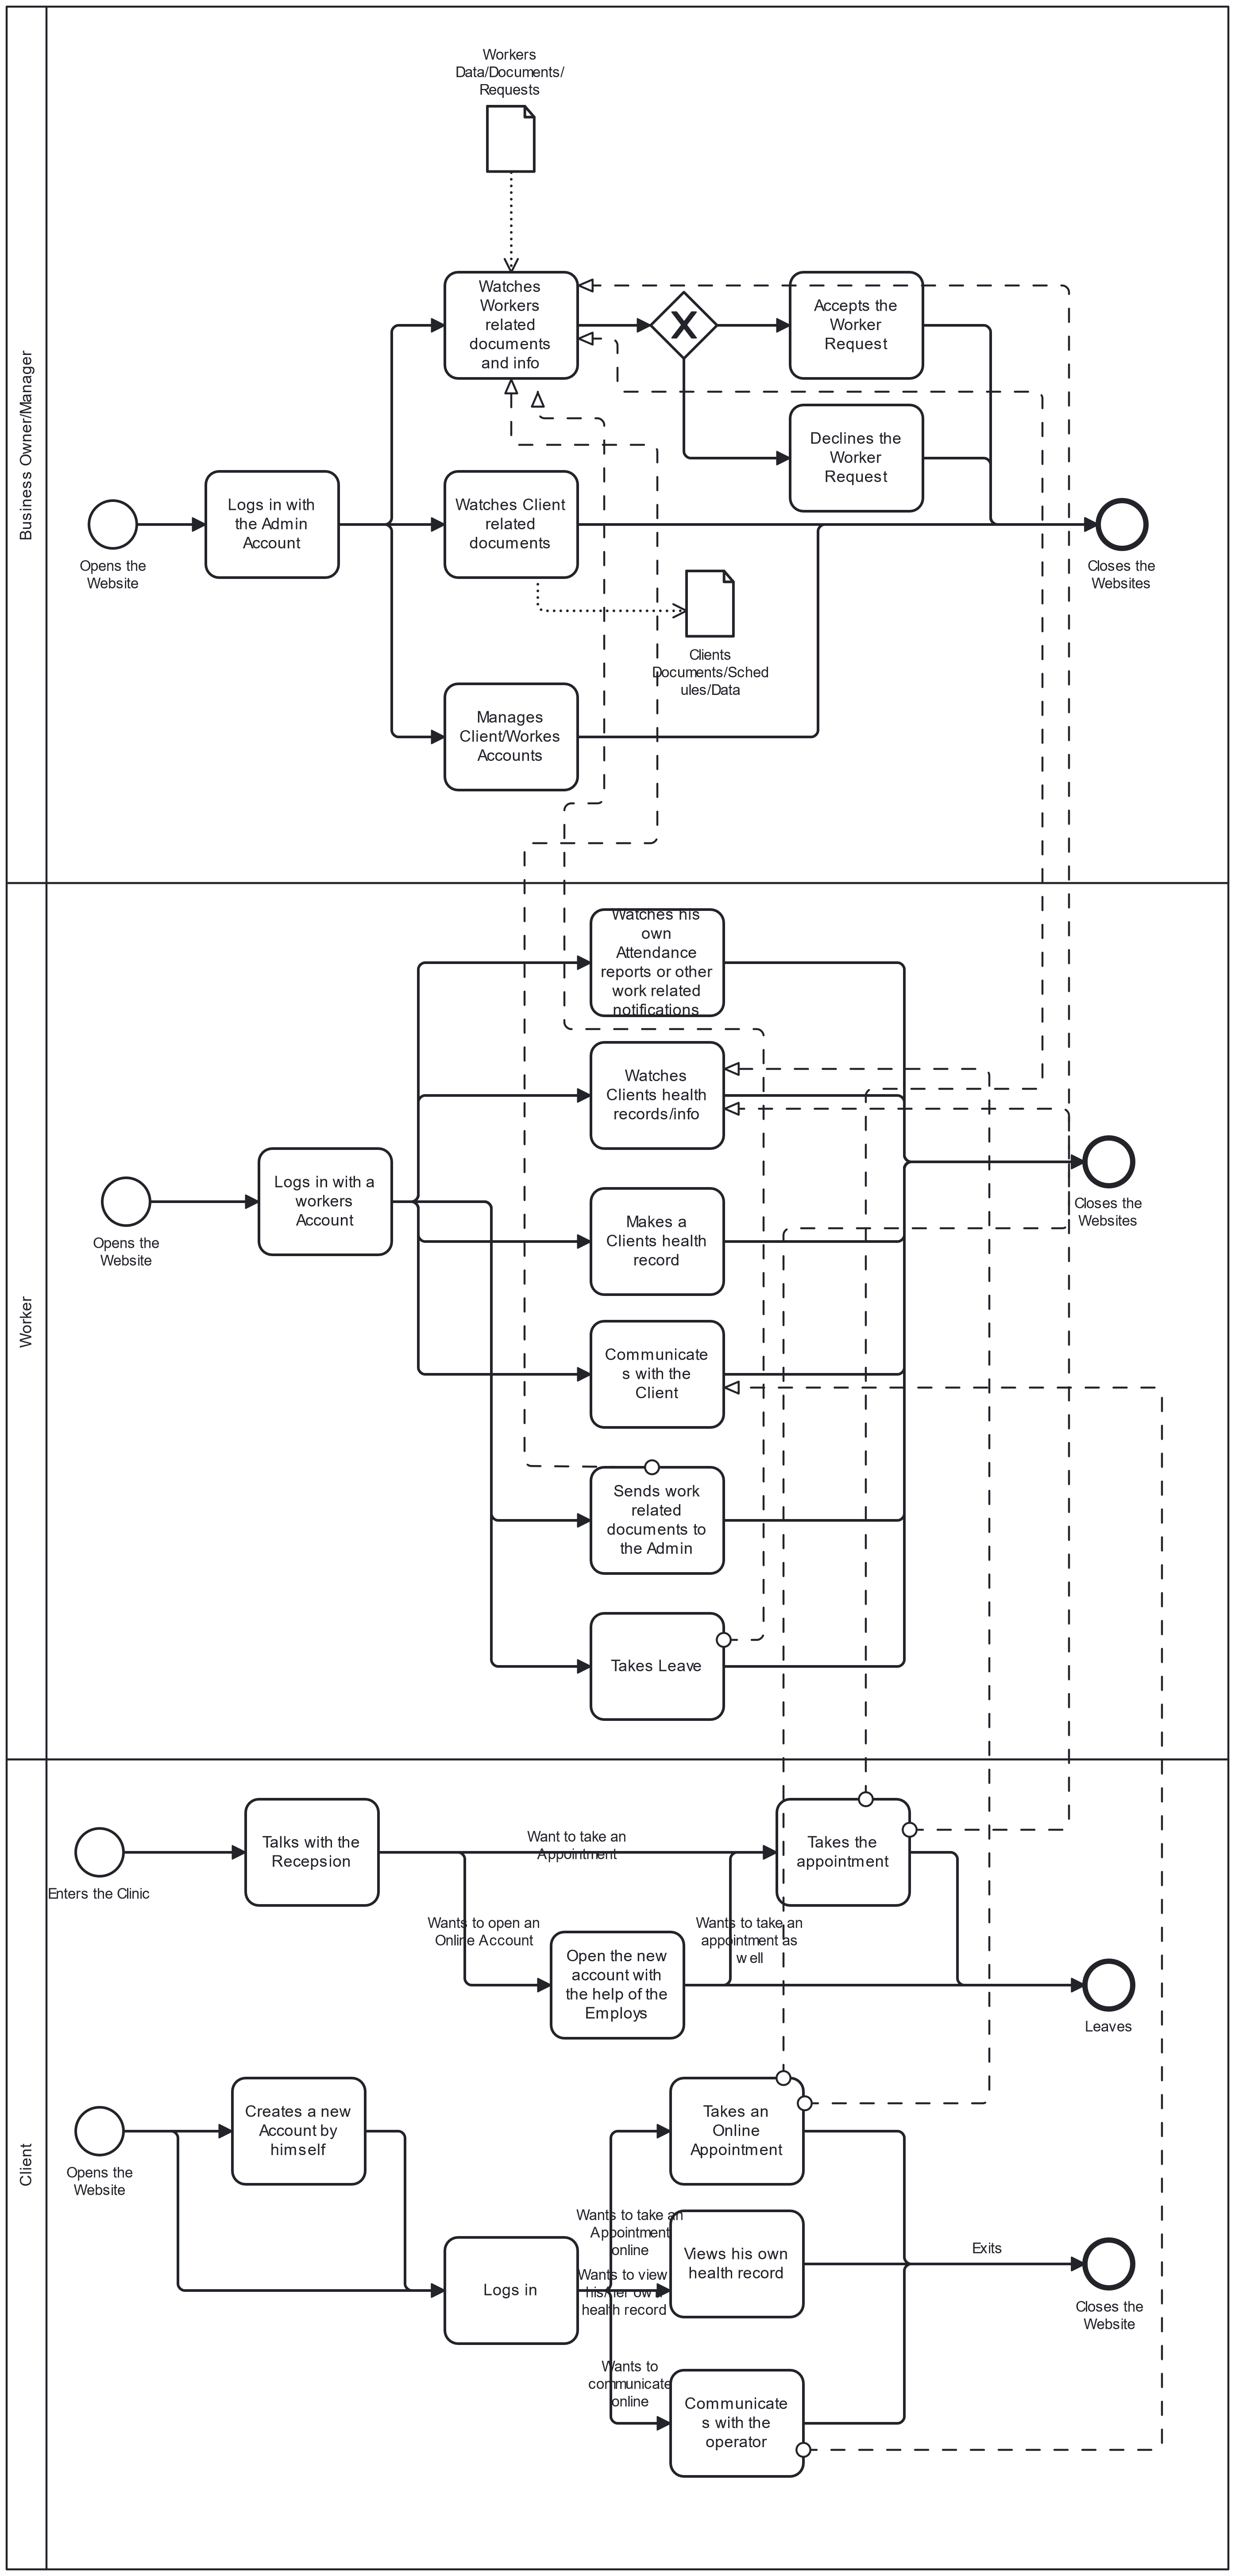 Business Owner/Manager
Workers
Data/Documents/
Requests
Watches
Workers
related
documents
and info
Accepts the
Worker
Request
Declines the
Worker
Request
Logs in with
the Admin
Account
Watches Client
related
documents
Opens the
Website
Closes the
Websites
Clients
Documents/Sched
ules/Data
Manages
Client/Workes
Accounts
Worker
Watches his
own
Attendance
reports or other
work related
notifications
Watches
Clients health
records/info
Logs in with a
workers
Account
Opens the
Website
Closes the
Websites
Makes a
Clients health
record
Communicate
s with the
Client
Sends work
related
documents to
the Admin
Takes Leave
Client
Enters the Clinic
Talks with the
Recepsion
Want to take an
Appointment
Takes the
appointment
Wants to open an
Online Account
Wants to take an
appointment as
well
Open the new
account with
the help of the
Employs
Leaves
Opens the
Website
Creates a new
Account by
himself
Takes an
Online
Appointment
Wants to take an
Appointment
online
Views his own
health record
Exits
Closes the
Website
Logs in
Wants to view
his/her own
health record
Wants to
communicate
online
Communicate
s with the
operator